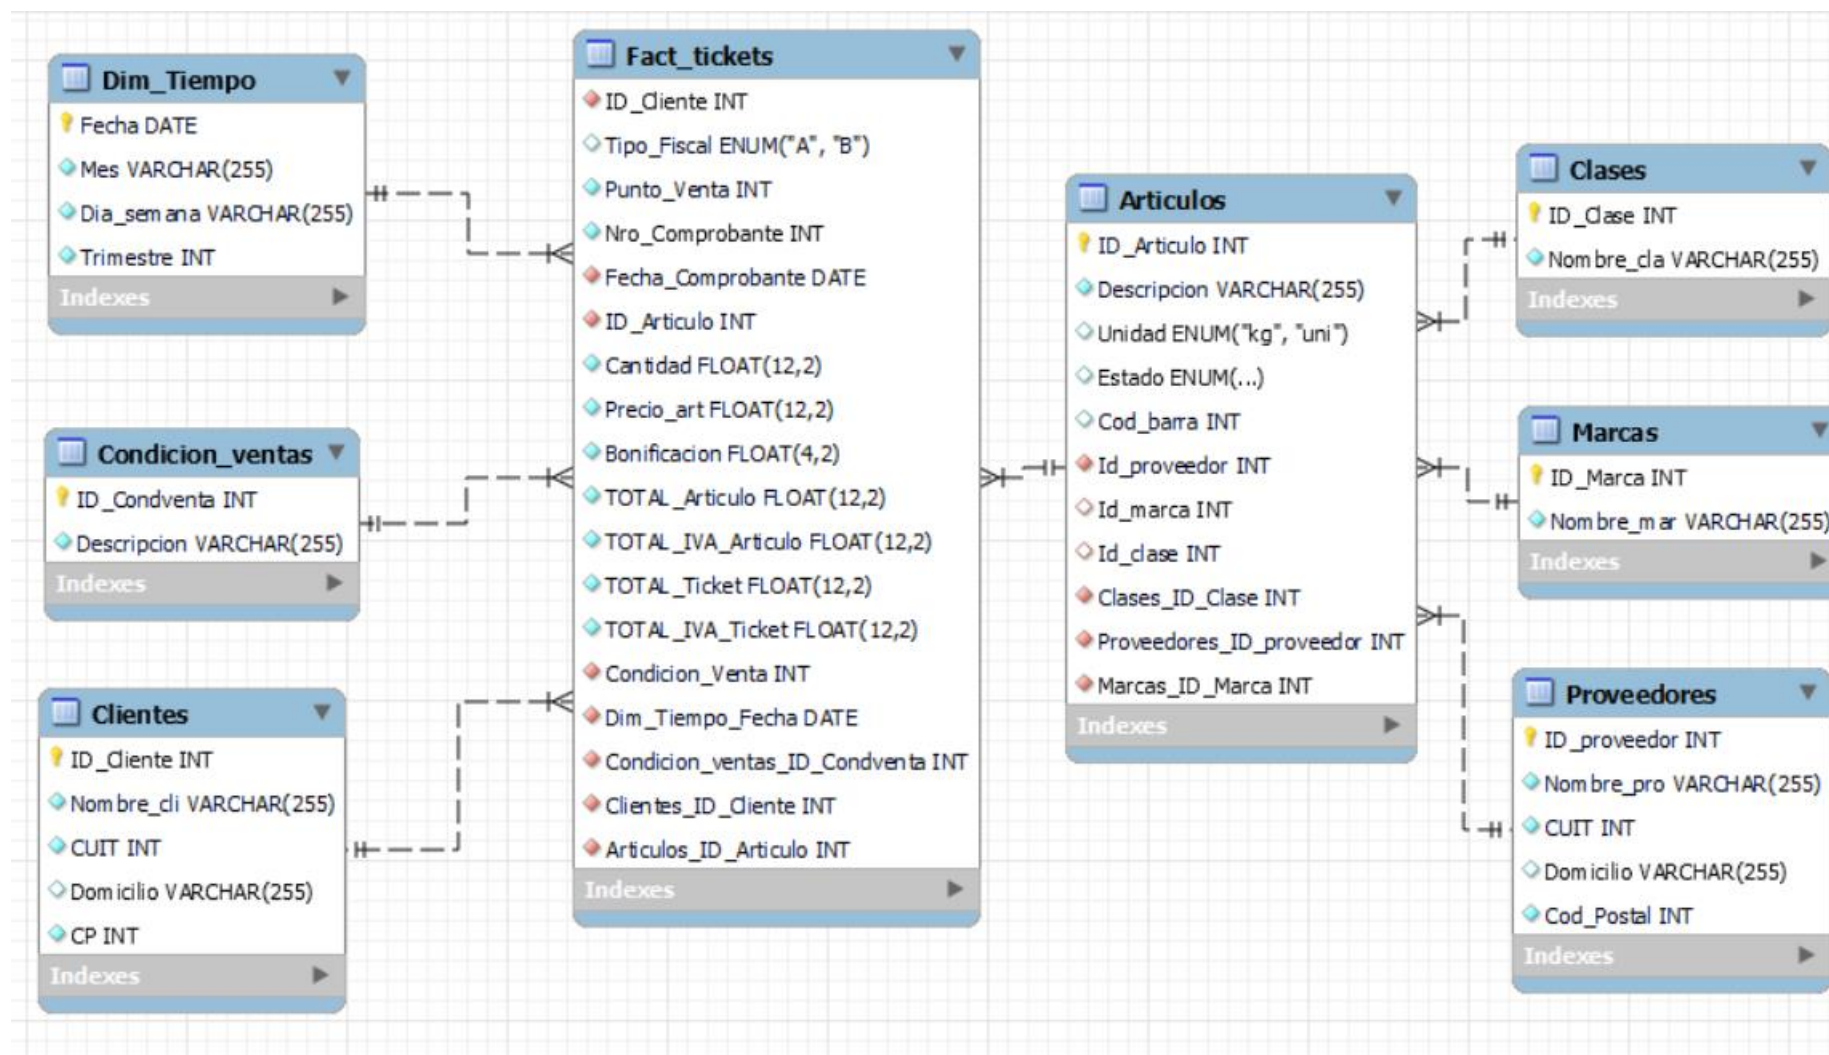 Dim_Tiempo
Fecha DATE
Mes VARCHAR(255)
Dia_semana VARCHAR(255)
Trimestre INT
Indexes
Condicion_ventas
ID_Condventa INT
Descripcion VARCHAR(255)
Indexes
Clientes
ID_Cliente INT
Nombre_cli VARCHAR(255)
CUIT INT
Domicilio VARCHAR(255)
CP INT
Indexes
Fact_tickets
ID_Cliente INT
Tipo_Fiscal ENUM("A", "B")
Punto_Venta INT
Nro_Comprobante INT
Fecha_Comprobante DATE
ID_Articulo INT
Cantidad FLOAT(12,2)
Precio_art FLOAT(12,2)
Bonificacion FLOAT(4,2)
TOTAL_Articulo FLOAT(12,2)
TOTAL_IVA_Articulo FLOAT(12,2)
TOTAL_Ticket FLOAT(12,2)
TOTAL_IVA_Ticket FLOAT(12,2)
Condicion_Venta INT
Dim_Tiempo_Fecha DATE
Condicion_ventas_ID_Condventa INT
Clientes_ID_Cliente INT
Articulos_ID_Articulo INT
Indexes
Articulos
ID_Articulo INT
Descripcion VARCHAR(255)
Unidad ENUM("kg", "uni")
Estado ENUM(...)
Cod_barra INT
Id_proveedor INT
Id_marca INT
Id_clase INT
Clases_ID_Clase INT
Proveedores_ID_proveedor INT
Marcas_ID_Marca INT
Indexes
Clases
ID_Clase INT
Nombre_cla VARCHAR(255)
Indexes
Marcas
ID_Marca INT
Nombre_mar VARCHAR(255)
Indexes
Proveedores
ID_proveedor INT
Nombre_pro VARCHAR(255)
CUIT INT
Domicilio VARCHAR(255)
Cod_Postal INT
Indexes